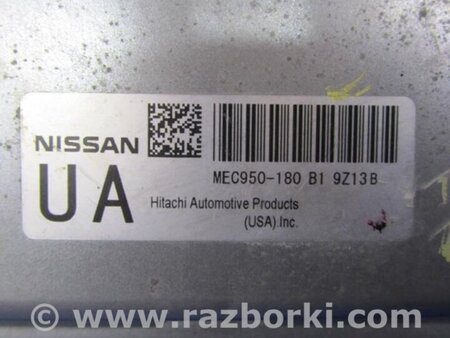 NISSAN
MEC950-180 B1 9Z13B
UA
Hitachi Automotive Products
(USA).Inc.
www.razborki.com